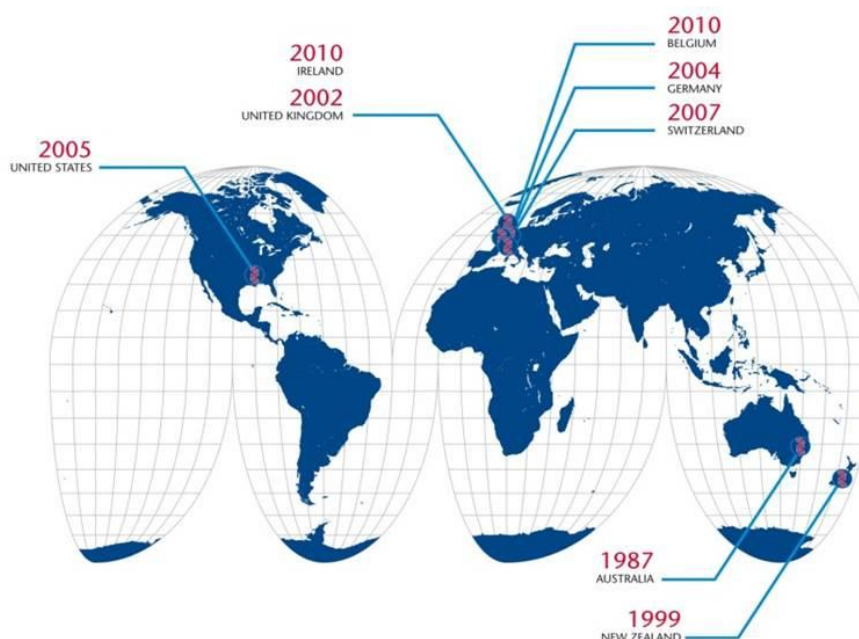 2010
IRELAND
2002
UNITED KINGDOM
2005
UNITED STATES
2010
BELGIUM
2004
GERMANY
2007
SWITZERLAND
1987
AUSTRALIA
1999
NEW ZEALAND